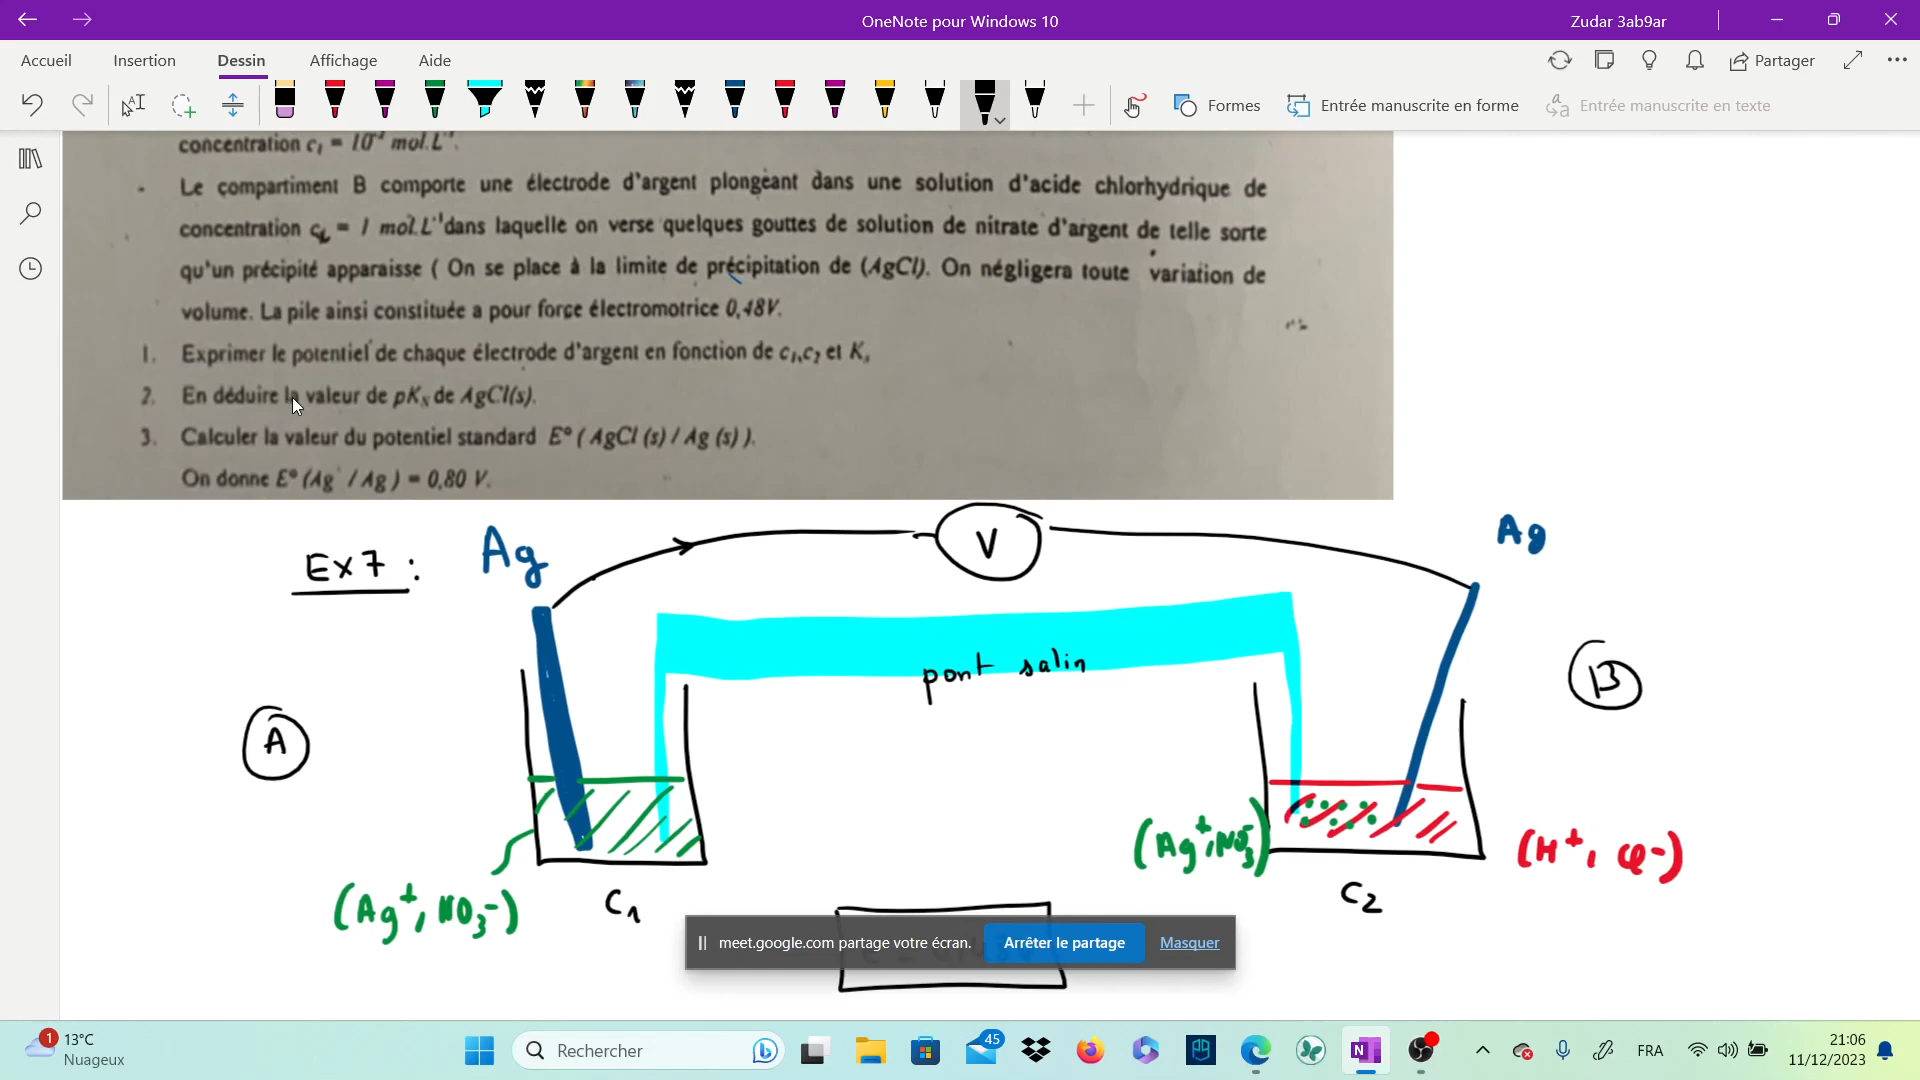 OneNote pour Windows 10
Zudar 3ab9ar
Accueil Insertion Dessin Affichage Aide
Partager
Formes
Entrée manuscrite en forme
Entrée manuscrite en texte
concentration c₁ = 10⁻² mol.L⁻¹.
- Le compartiment B comporte une électrode d'argent plongeant dans une solution d'acide chlorhydrique de
concentration c₂ = 1 mol.L⁻¹ dans laquelle on verse quelques gouttes de solution de nitrate d'argent de telle sorte
qu'un précipité apparaisse ( On se place à la limite de précipitation de (AgCl). On négligera toute variation de
volume. La pile ainsi constituée a pour force électromotrice 0,48V.
1. Exprimer le potentiel de chaque électrode d'argent en fonction de c₁,c₂ et Kₛ
2. En déduire la valeur de pKₛ de AgCl(s).
3. Calculer la valeur du potentiel standard E° ( AgCl (s) / Ag (s) ).
On donne E° (Ag⁺ / Ag ) = 0,80 V.
Ex 7 :
Ag
V
Ag
pont salin
A
B
(Ag⁺, NO₃⁻)
C₁
(Ag⁺, NO₃⁻)
C₂
(H⁺, Cl⁻)
meet.google.com partage votre écran.
Arrêter le partage
Masquer
1
13°C
Nuageux
Rechercher
45
FRA
21:06
11/12/2023